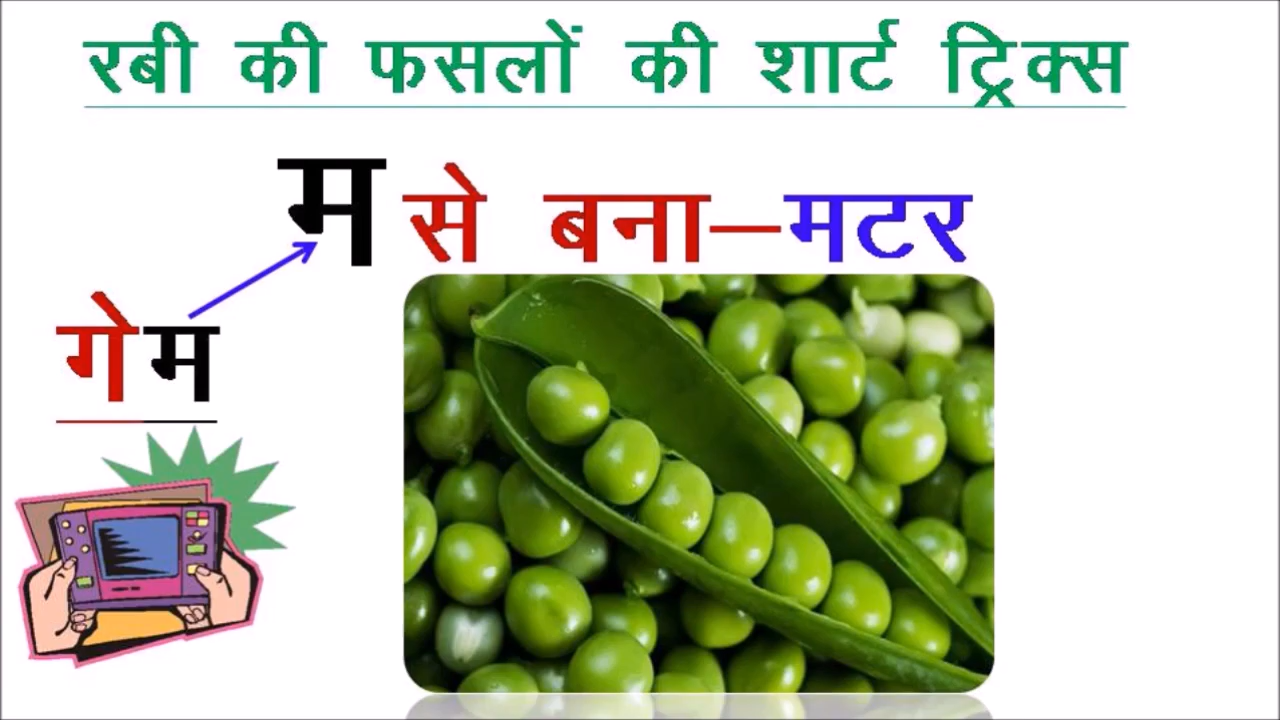 रबी की फसलों की शार्ट ट्रिक्स
म से बना–मटर
गेम